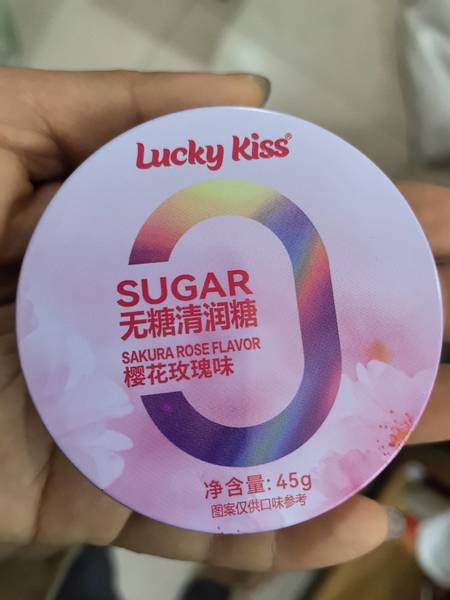 Lucky Kiss®
0
SUGAR
无糖清润糖
SAKURA ROSE FLAVOR
樱花玫瑰味
净含量: 45g
图案仅供口味参考